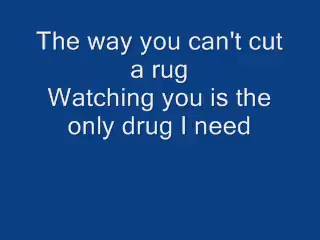 The way you can't cut
a rug
Watching you is the
only drug I need